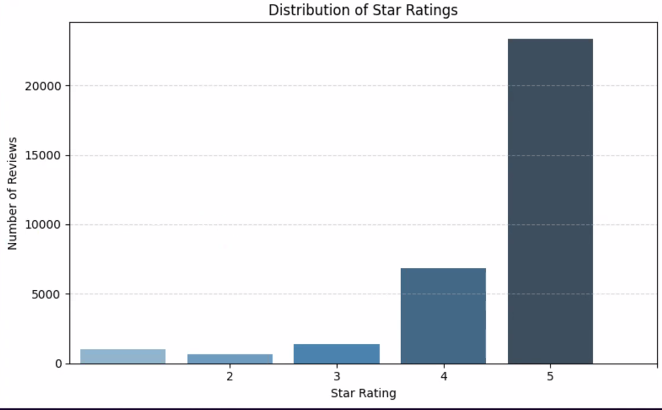 Distribution of Star Ratings
20000
15000
10000
5000
0
Number of Reviews
2 3 4 5
Star Rating